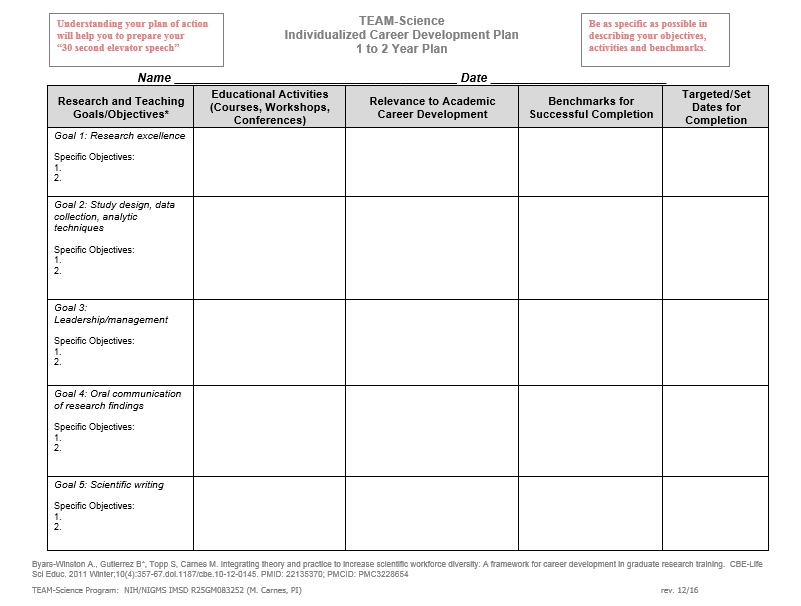 Understanding your plan of action
will help you to prepare your
“30 second elevator speech”
TEAM-Science
Individualized Career Development Plan
1 to 2 Year Plan
Be as specific as possible in
describing your objectives,
activities and benchmarks.
Name Date
Research and Teaching
Goals/Objectives*
Educational Activities
(Courses, Workshops,
Conferences)
Relevance to Academic
Career Development
Benchmarks for
Successful Completion
Targeted/Set
Dates for
Completion
Goal 1: Research excellence
Specific Objectives:
1.
2.
Goal 2: Study design, data
collection, analytic
techniques
Specific Objectives:
1.
2.
Goal 3:
Leadership/management
Specific Objectives:
1.
2.
Goal 4: Oral communication
of research findings
Specific Objectives:
1.
2.
Goal 5: Scientific writing
Specific Objectives:
1.
2.
Byars-Winston A., Gutierrez B*, Topp S, Carnes M. Integrating theory and practice to increase scientific workforce diversity: A framework for career development in graduate research training. CBE-Life
Sci Educ. 2011 Winter;10(4):357-67.doi.1187/cbe.10-12-0145. PMID: 22135370; PMCID: PMC3228654
TEAM-Science Program: NIH/NIGMS IMSD R25GM083252 (M. Carnes, PI) rev. 12/16